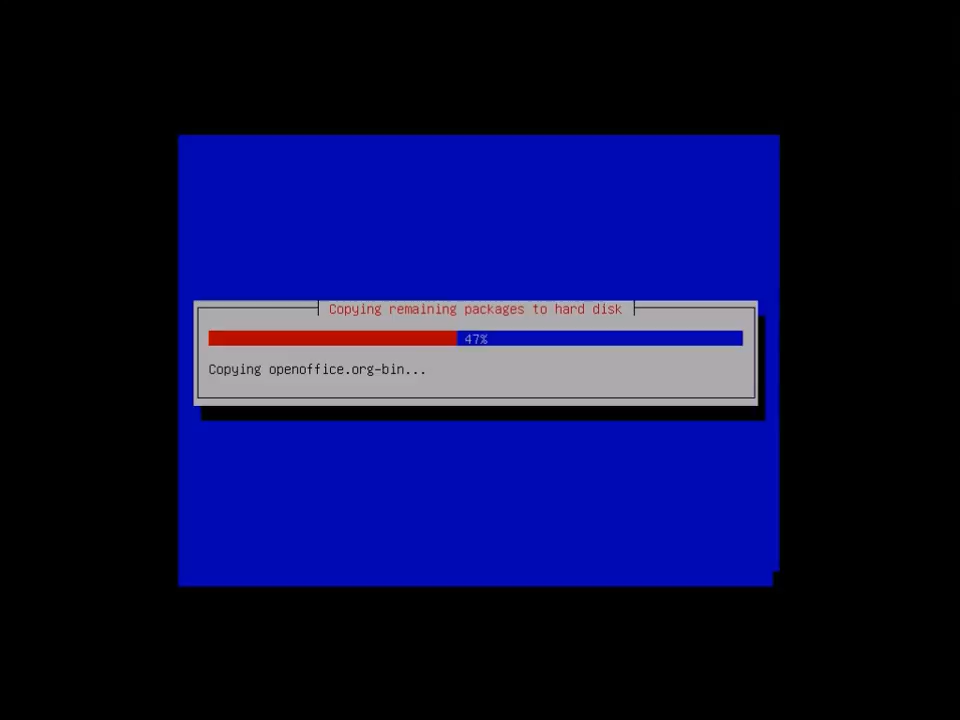 Copying remaining packages to hard disk
47%
Copying openoffice.org-bin...